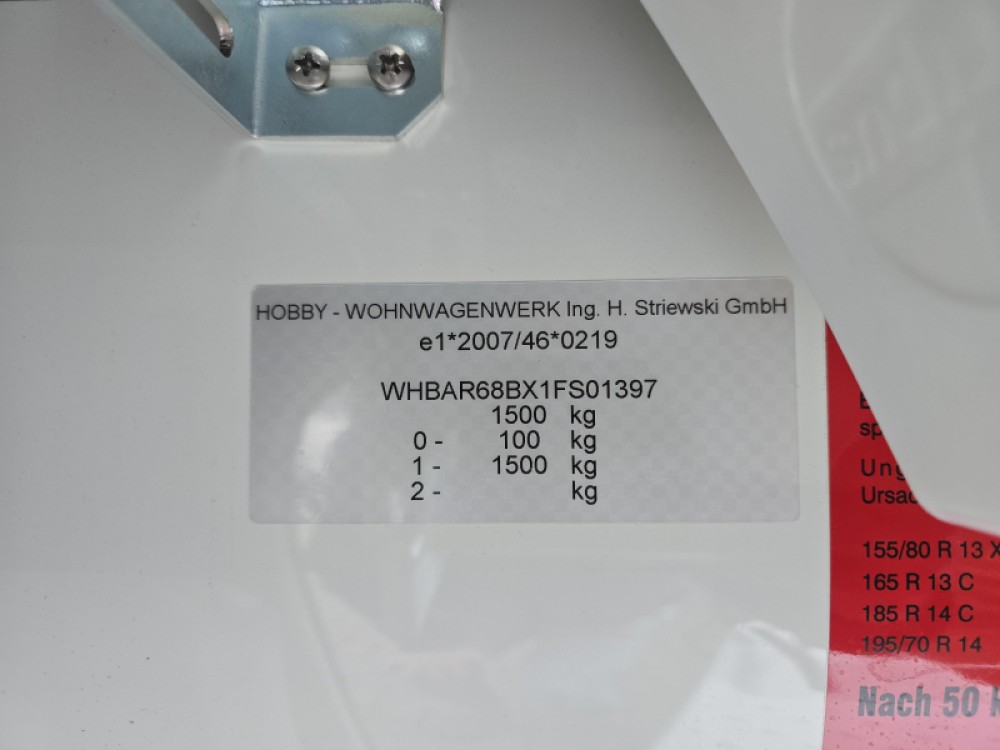 HOBBY - WOHNWAGENWERK Ing. H. Striewski GmbH
e1*2007/46*0219
WHBAR68BX1FS01397
1500 kg
0 - 100 kg
1 - 1500 kg
2 - kg
155/80 R 13 X
165 R 13 C
185 R 14 C
195/70 R 14
Nach 50